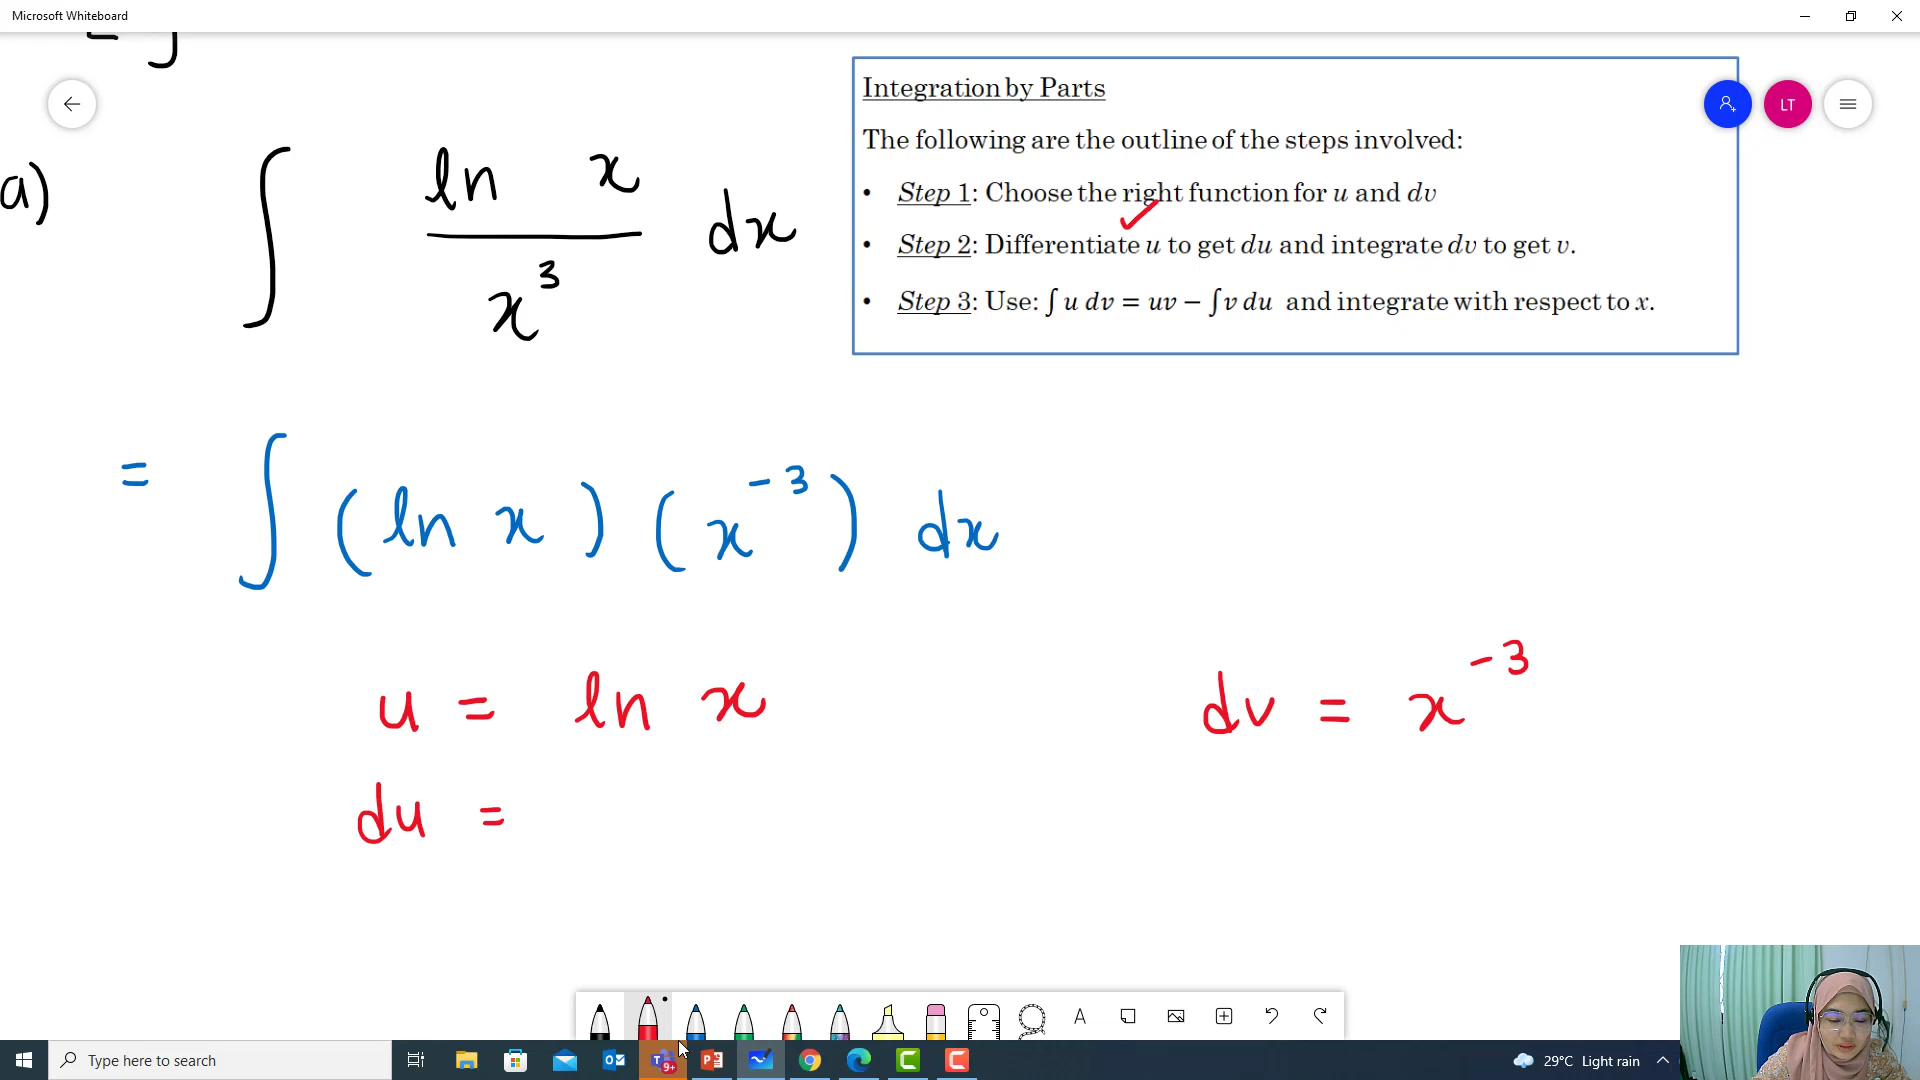 Microsoft Whiteboard
Integration by Parts
The following are the outline of the steps involved:
• Step 1: Choose the right function for u and dv
• Step 2: Differentiate u to get du and integrate dv to get v.
• Step 3: Use: ∫ u dv = uv − ∫ v du and integrate with respect to x.
LT
a) ∫ ln x / x³ dx
= ∫ (ln x) (x⁻³) dx
u = ln x
dv = x⁻³
du =
A
Type here to search
9+
29°C Light rain